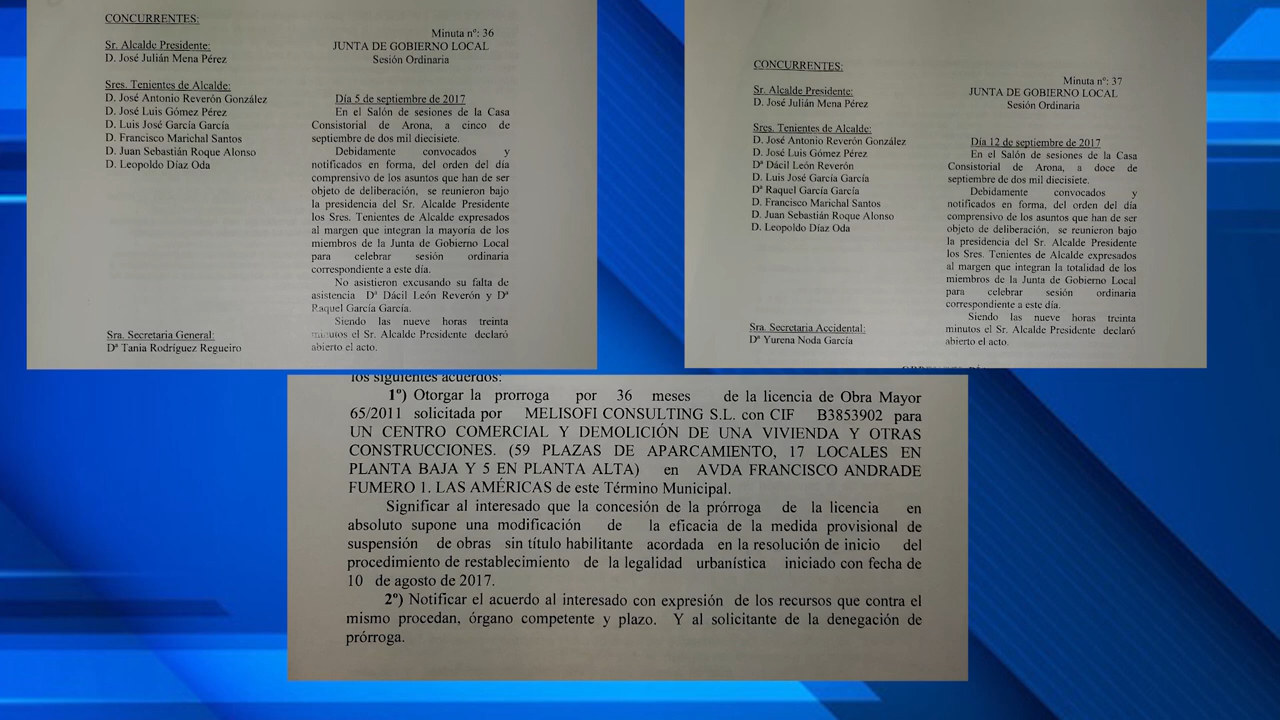 CONCURRENTES:
Sr. Alcalde Presidente:
D. José Julián Mena Pérez
Sres. Tenientes de Alcalde:
D. José Antonio Reverón González
D. José Luis Gómez Pérez
D. Luis José García García
D. Francisco Marichal Santos
D. Juan Sebastián Roque Alonso
D. Leopoldo Díaz Oda
Sra. Secretaria General:
Dª Tania Rodríguez Regueiro
Minuta nº: 36
JUNTA DE GOBIERNO LOCAL
Sesión Ordinaria
Día 5 de septiembre de 2017
En el Salón de sesiones de la Casa
Consistorial de Arona, a cinco de
septiembre de dos mil diecisiete.
Debidamente convocados y
notificados en forma, del orden del día
comprensivo de los asuntos que han de ser
objeto de deliberación, se reunieron bajo
la presidencia del Sr. Alcalde Presidente
los Sres. Tenientes de Alcalde expresados
al margen que integran la mayoría de los
miembros de la Junta de Gobierno Local
para celebrar sesión ordinaria
correspondiente a este día.
No asistieron excusando su falta de
asistencia Dª Dácil León Reverón y Dª
Raquel García García.
Siendo las nueve horas treinta
minutos el Sr. Alcalde Presidente declaró
abierto el acto.
CONCURRENTES:
Sr. Alcalde Presidente:
D. José Julián Mena Pérez
Sres. Tenientes de Alcalde:
D. José Antonio Reverón González
D. José Luis Gómez Pérez
Dª Dácil León Reverón
D. Luis José García García
Dª Raquel García García
D. Francisco Marichal Santos
D. Juan Sebastián Roque Alonso
D. Leopoldo Díaz Oda
Sra. Secretaria Accidental:
Dª Yurena Noda García
Minuta nº: 37
JUNTA DE GOBIERNO LOCAL
Sesión Ordinaria
Día 12 de septiembre de 2017
En el Salón de sesiones de la Casa
Consistorial de Arona, a doce de
septiembre de dos mil diecisiete.
Debidamente convocados y
notificados en forma, del orden del día
comprensivo de los asuntos que han de ser
objeto de deliberación, se reunieron bajo
la presidencia del Sr. Alcalde Presidente
los Sres. Tenientes de Alcalde expresados
al margen que integran la totalidad de los
miembros de la Junta de Gobierno Local
para celebrar sesión ordinaria
correspondiente a este día.
Siendo las nueve horas treinta
minutos el Sr. Alcalde Presidente declaró
abierto el acto.
los siguientes acuerdos:
1º) Otorgar la prorroga por 36 meses de la licencia de Obra Mayor
65/2011 solicitada por MELISOFI CONSULTING S.L. con CIF B3853902 para
UN CENTRO COMERCIAL Y DEMOLICIÓN DE UNA VIVIENDA Y OTRAS
CONSTRUCCIONES. (59 PLAZAS DE APARCAMIENTO, 17 LOCALES EN
PLANTA BAJA Y 5 EN PLANTA ALTA) en AVDA FRANCISCO ANDRADE
FUMERO 1. LAS AMÉRICAS de este Término Municipal.
Significar al interesado que la concesión de la prórroga de la licencia en
absoluto supone una modificación de la eficacia de la medida provisional de
suspensión de obras sin título habilitante acordada en la resolución de inicio del
procedimiento de restablecimiento de la legalidad urbanística iniciado con fecha de
10 de agosto de 2017.
2º) Notificar el acuerdo al interesado con expresión de los recursos que contra el
mismo procedan, órgano competente y plazo. Y al solicitante de la denegación de
prórroga.